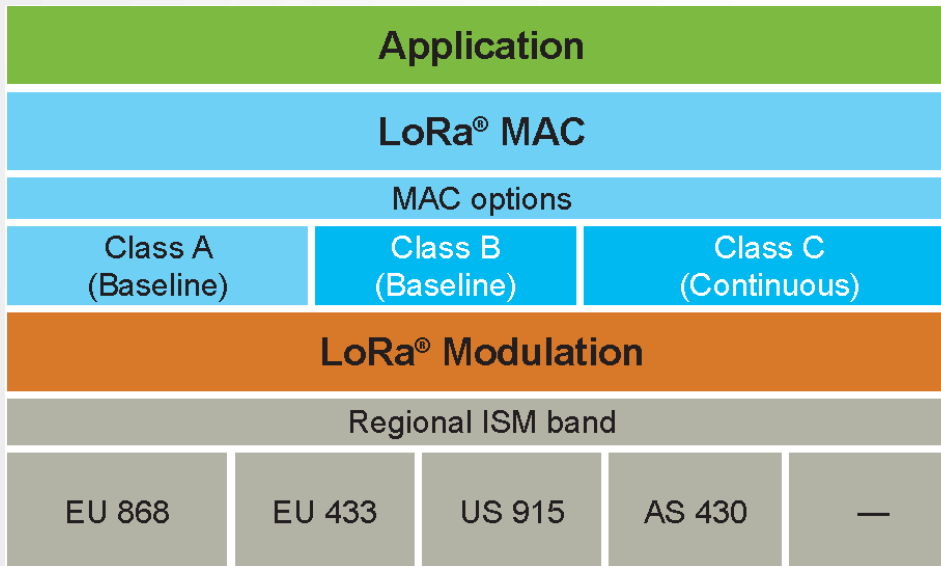 Application
LoRa® MAC
MAC options
Class A
(Baseline)
Class B
(Baseline)
Class C
(Continuous)
LoRa® Modulation
Regional ISM band
EU 868
EU 433
US 915
AS 430
—